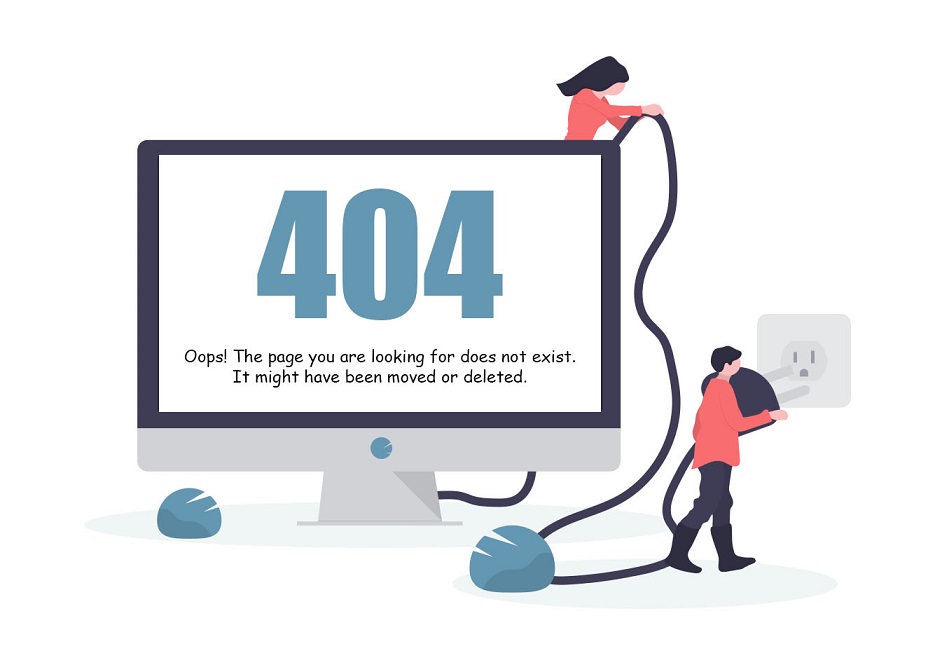 404
Oops! The page you are looking for does not exist.
It might have been moved or deleted.